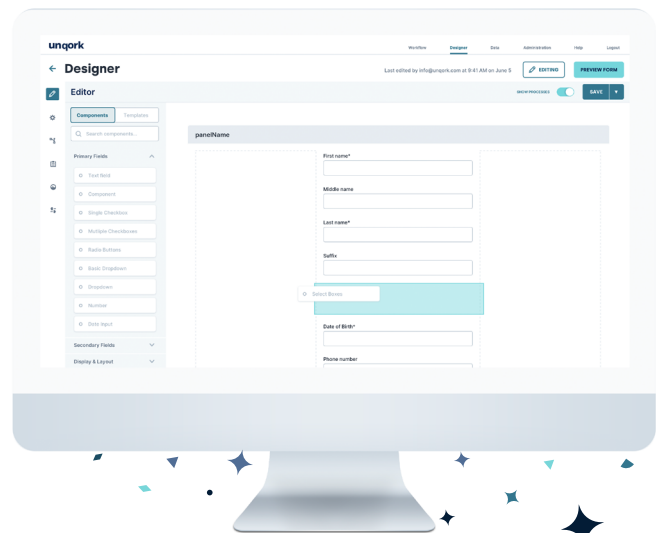 unqork
Workflow Designer Data Administration Help Logout
← Designer
Last edited by info@unqork.com at 9:41 AM on June 5
EDITING
PREVIEW FORM
Editor
SHOW PROCESSES
SAVE
Components Templates
Search components...
panelName
Primary Fields
Text field
Component
Single Checkbox
Multiple Checkboxes
Radio Buttons
Basic Dropdown
Dropdown
Number
Date Input
Secondary Fields
Display & Layout
First name*
Middle name
Last name*
Suffix
Select Boxes
Date of Birth*
Phone number